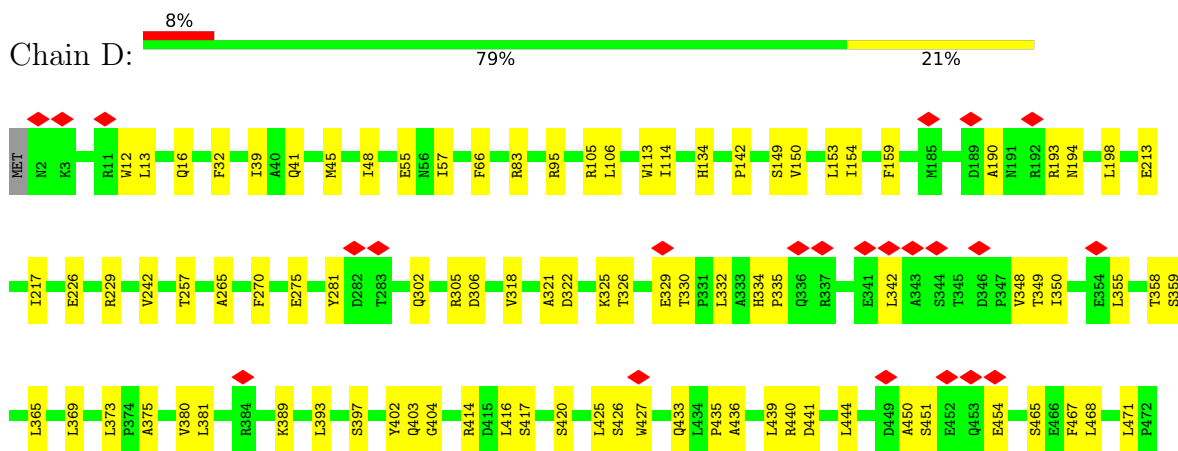 8%
Chain D:
79% 21%
MET N2 K3 R11 W12 L13 Q16 F32 I39 A40 Q41 M45 I48 E55 N56 I57 F66 R83 R95 R105 L106 W113 I114 H134 P142 S149 V150 L153 I154 F159 M185 D189 A190 N191 R192 R193 N194 L198 E213
I217 E226 R229 V242 T257 A265 F270 E275 Y281 D282 T283 Q302 R305 D306 V318 A321 D322 K325 T326 E329 T330 P331 L332 A333 H334 P335 Q336 R337 E341 L342 A343 S344 T345 D346 P347 V348 T349 I350 E354 L355 T358 S359
L365 L369 L373 P374 A375 V380 L381 R384 K389 L393 S397 Y402 Q403 G404 R414 D415 L416 S417 S420 L425 S426 W427 Q433 L434 P435 A436 L439 R440 D441 L444 D449 A450 S451 E452 Q453 E454 S465 E466 F467 L468 L471 P472